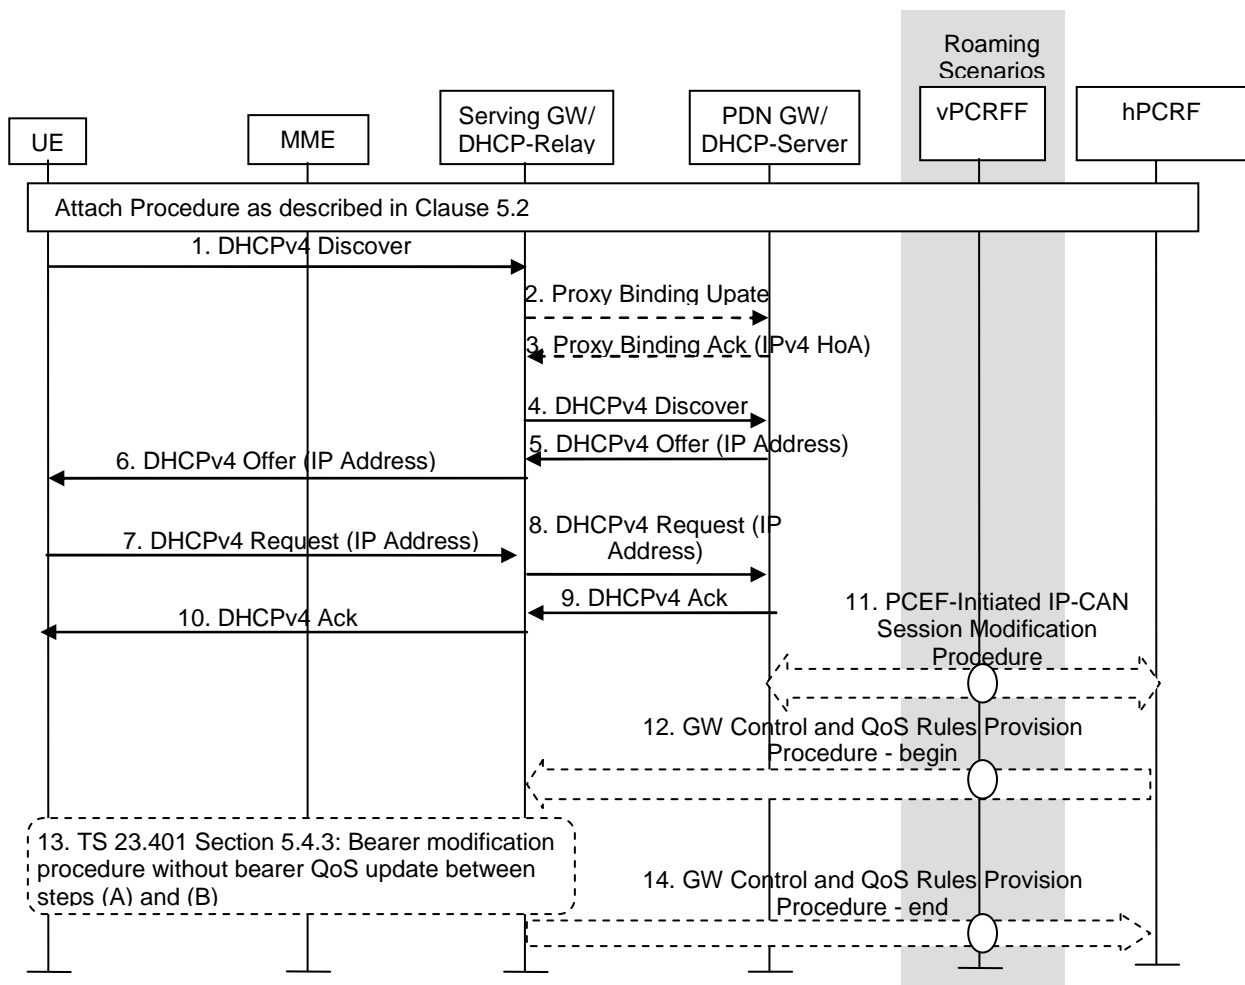 Roaming
Scenarios
UE
MME
Serving GW/
DHCP-Relay
PDN GW/
DHCP-Server
vPCRFF
hPCRF
Attach Procedure as described in Clause 5.2
1. DHCPv4 Discover
2. Proxy Binding Upate
3. Proxy Binding Ack (IPv4 HoA)
4. DHCPv4 Discover
5. DHCPv4 Offer (IP Address)
6. DHCPv4 Offer (IP Address)
7. DHCPv4 Request (IP Address)
8. DHCPv4 Request (IP
Address)
9. DHCPv4 Ack
10. DHCPv4 Ack
11. PCEF-Initiated IP-CAN
Session Modification
Procedure
12. GW Control and QoS Rules Provision
Procedure - begin
13. TS 23.401 Section 5.4.3: Bearer modification
procedure without bearer QoS update between
steps (A) and (B)
14. GW Control and QoS Rules Provision
Procedure - end